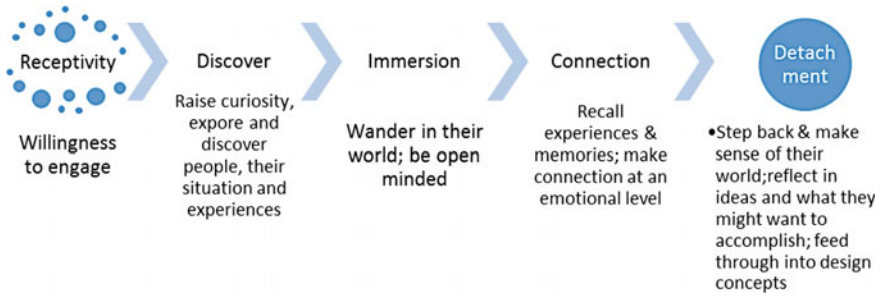 Receptivity
Willingness
to engage
Discover
Raise curiosity,
expore and
discover
people, their
situation and
experiences
Immersion
Wander in their
world; be open
minded
Connection
Recall
experiences &
memories; make
connection at an
emotional level
Detach
ment
•Step back & make
sense of their
world;reflect in
ideas and what they
might want to
accomplish; feed
through into design
concepts